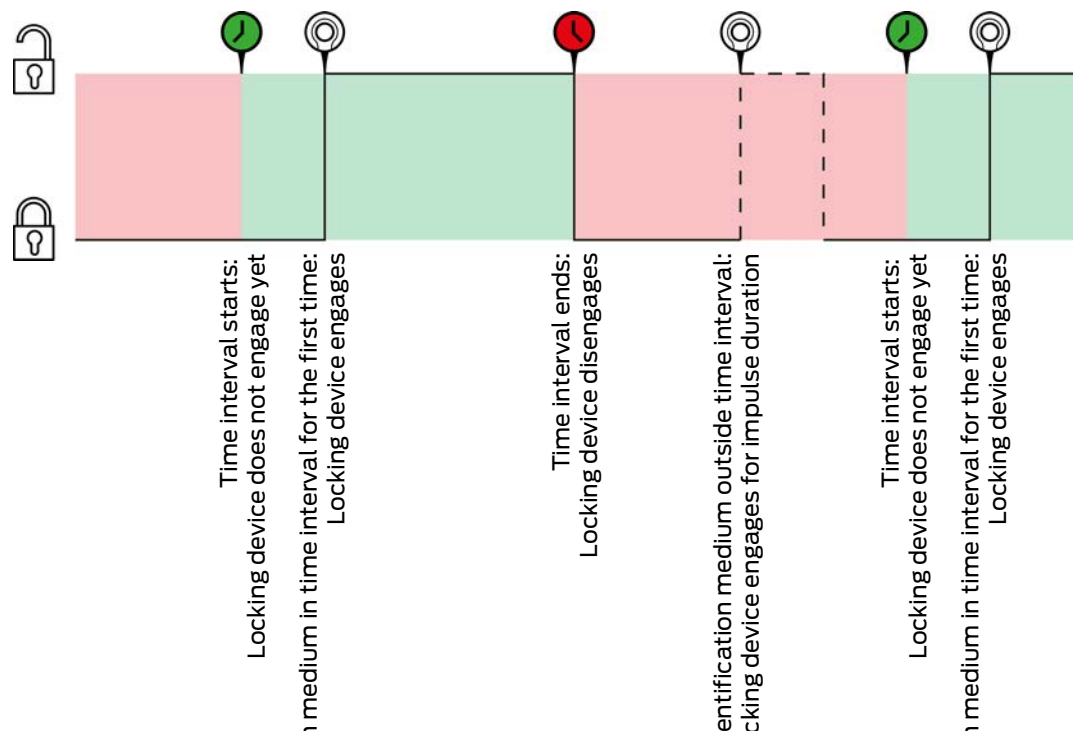 Time interval starts:
Locking device does not engage yet
medium in time interval for the first time:
Locking device engages
Time interval ends:
Locking device disengages
medium outside time interval:
device engages for impulse duration
Time interval starts:
Locking device does not engage yet
medium in time interval for the first time:
Locking device engages